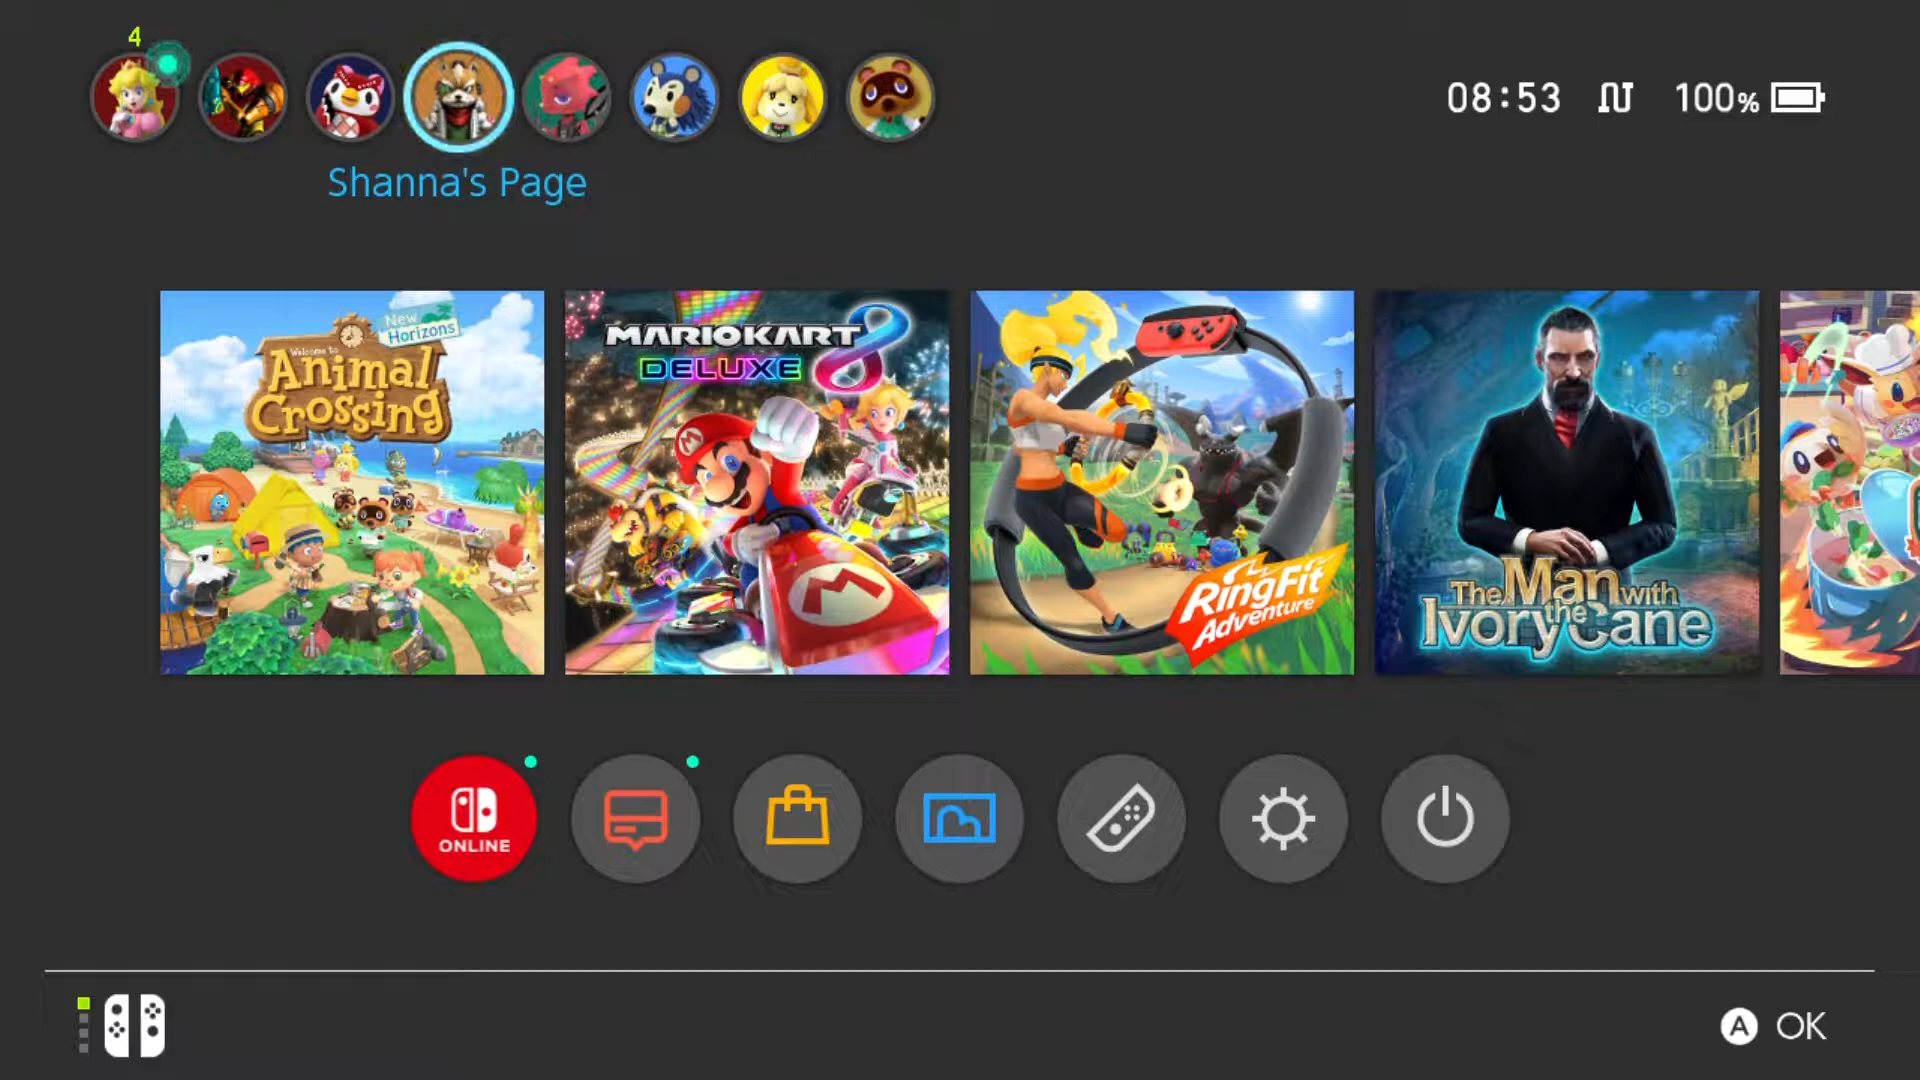 4
08:53
100%
Shanna's Page
New
Horizons
Welcome to
Animal
Crossing
MARIOKART 8
DELUXE
M
M
RingFit
Adventure
The Man with
the
Ivory Cane
ONLINE
A OK